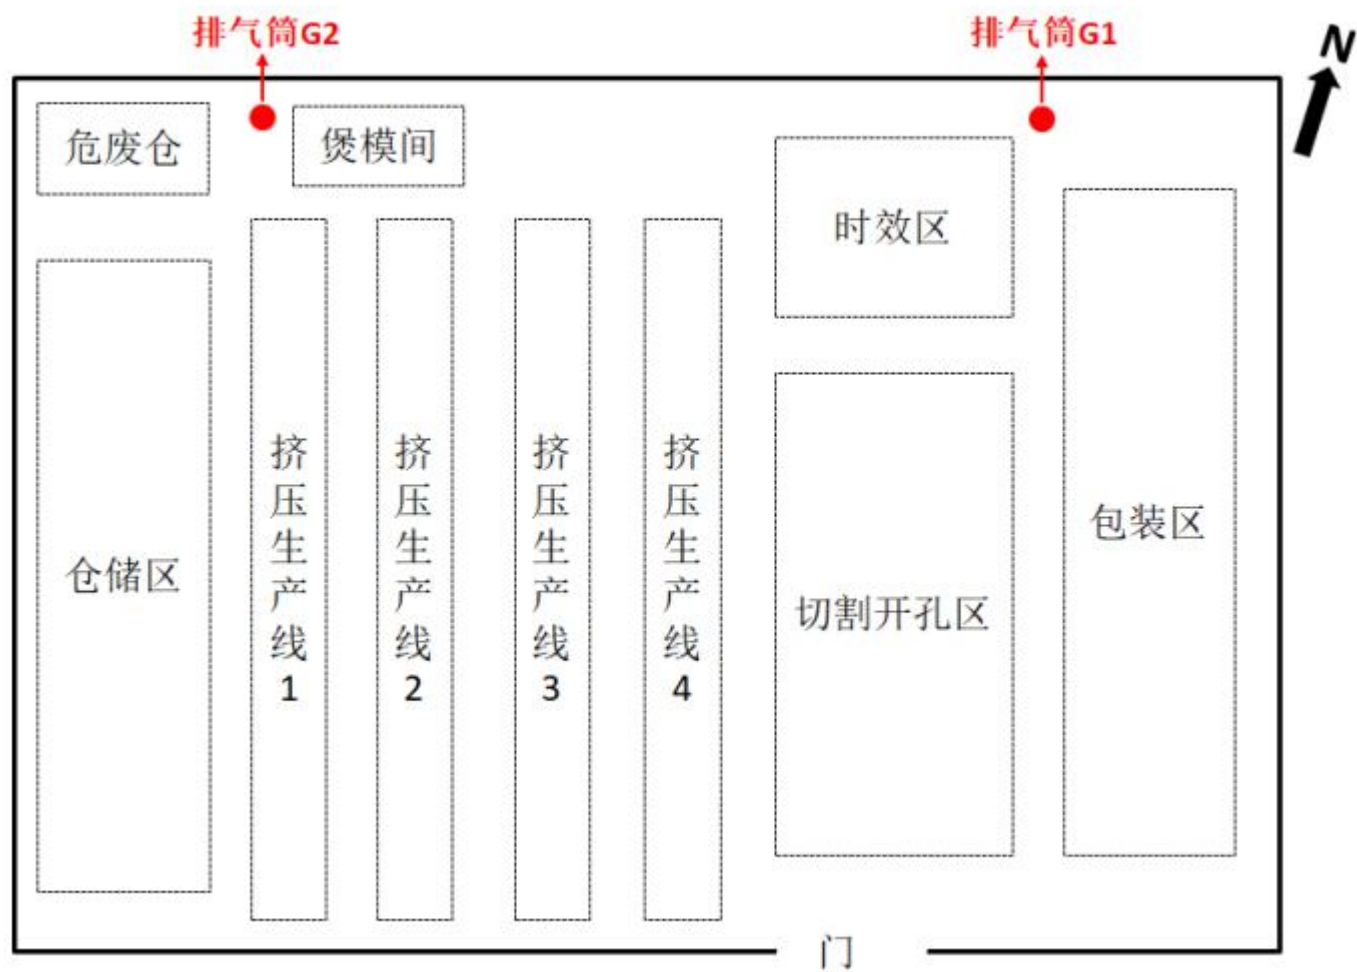 排气筒G2
排气筒G1
N
危废仓
煲模间
时效区
仓储区
挤压生产线1
挤压生产线2
挤压生产线3
挤压生产线4
切割开孔区
包装区
门